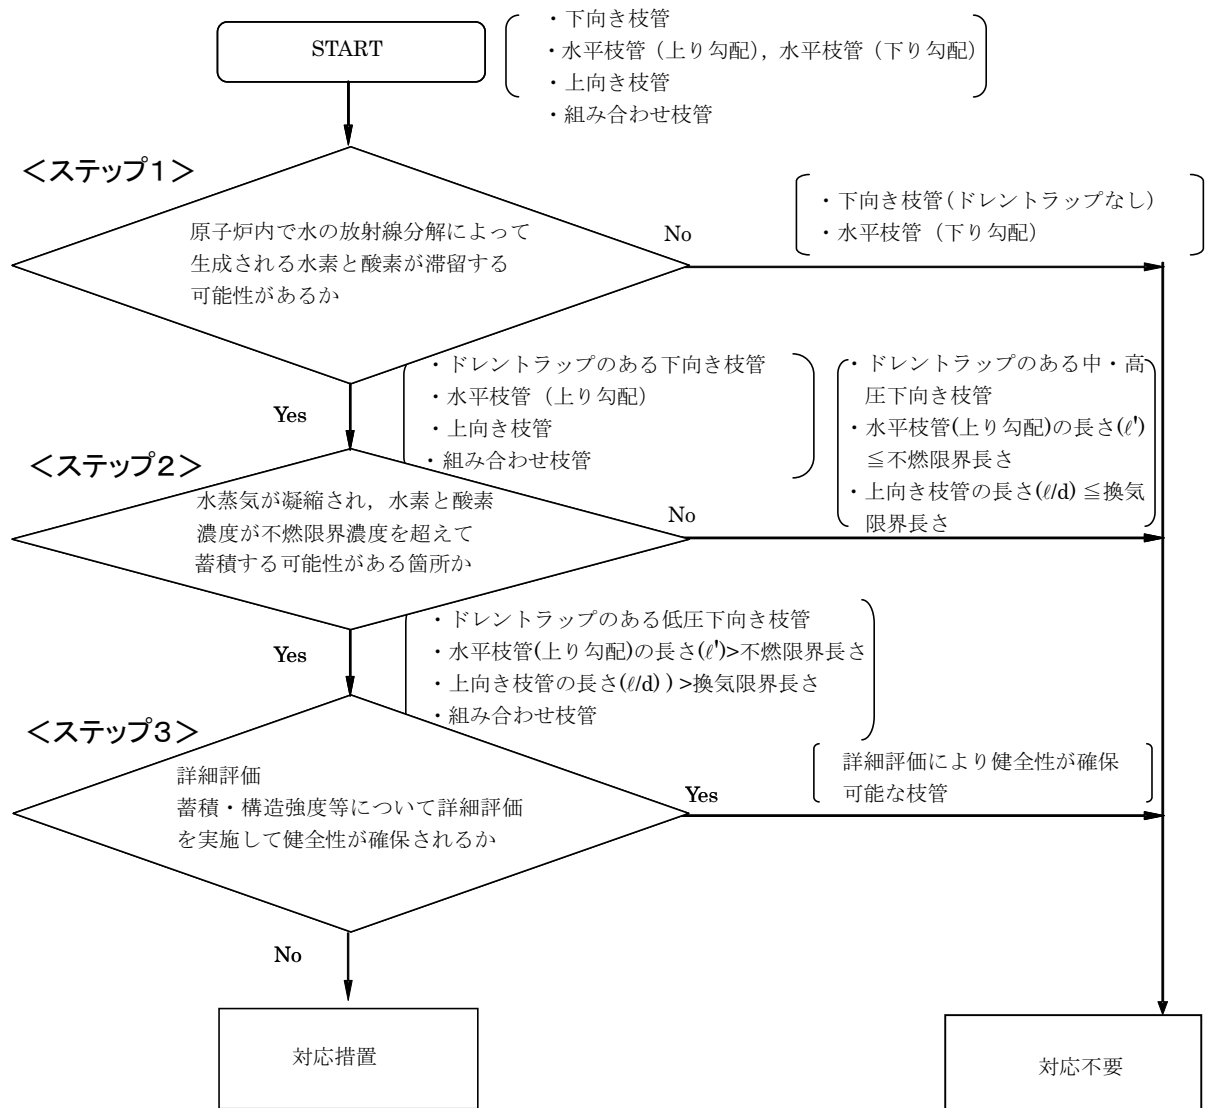 START
・下向き枝管
・水平枝管（上り勾配），水平枝管（下り勾配）
・上向き枝管
・組み合わせ枝管
＜ステップ１＞
原子炉内で水の放射線分解によって
生成される水素と酸素が滞留する
可能性があるか
No
・下向き枝管(ドレントラップなし)
・水平枝管（下り勾配）
Yes
・ドレントラップのある下向き枝管
・水平枝管（上り勾配）
・上向き枝管
・組み合わせ枝管
・ドレントラップのある中・高
圧下向き枝管
・水平枝管(上り勾配)の長さ(ℓ')
≦不燃限界長さ
・上向き枝管の長さ(ℓ/d) ≦換気
限界長さ
＜ステップ２＞
水蒸気が凝縮され，水素と酸素
濃度が不燃限界濃度を超えて
蓄積する可能性がある箇所か
No
Yes
・ドレントラップのある低圧下向き枝管
・水平枝管(上り勾配)の長さ(ℓ')>不燃限界長さ
・上向き枝管の長さ(ℓ/d) ) >換気限界長さ
・組み合わせ枝管
＜ステップ３＞
詳細評価
蓄積・構造強度等について詳細評価
を実施して健全性が確保されるか
Yes
詳細評価により健全性が確保
可能な枝管
No
対応措置
対応不要